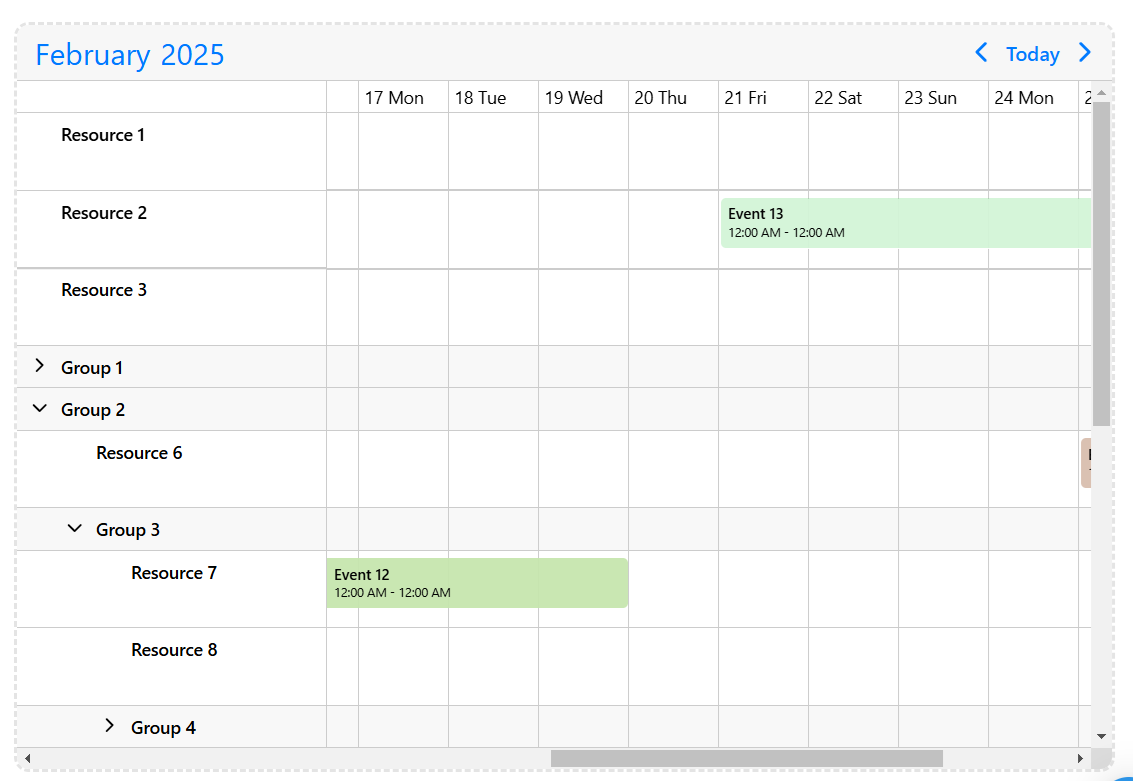 February 2025
Today
17 Mon 18 Tue 19 Wed 20 Thu 21 Fri 22 Sat 23 Sun 24 Mon
Resource 1
Resource 2
Event 13
12:00 AM - 12:00 AM
Resource 3
Group 1
Group 2
Resource 6
Group 3
Resource 7
Event 12
12:00 AM - 12:00 AM
Resource 8
Group 4